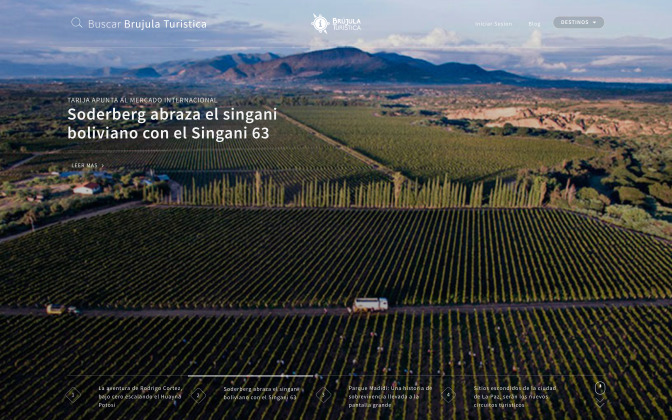 Buscar Brujula Turistica
BRUJULA
TURISTICA
Iniciar Sesion
Blog
DESTINOS
TARIJA APUNTA AL MERCADO INTERNACIONAL
Soderberg abraza el singani
boliviano con el Singani 63
LEER MAS
1
La aventura de Rodrigo Cortez,
bajo cero escalando el Huayna
Potosi
2
Soderberg abraza el singani
boliviano con el Singani 63
3
Parque Madidi: Una historia de
sobrevivencia llevada a la
pantalla grande
4
Sitios escondidos de la ciudad
de La Paz, serán los nuevos
circuitos turisticos